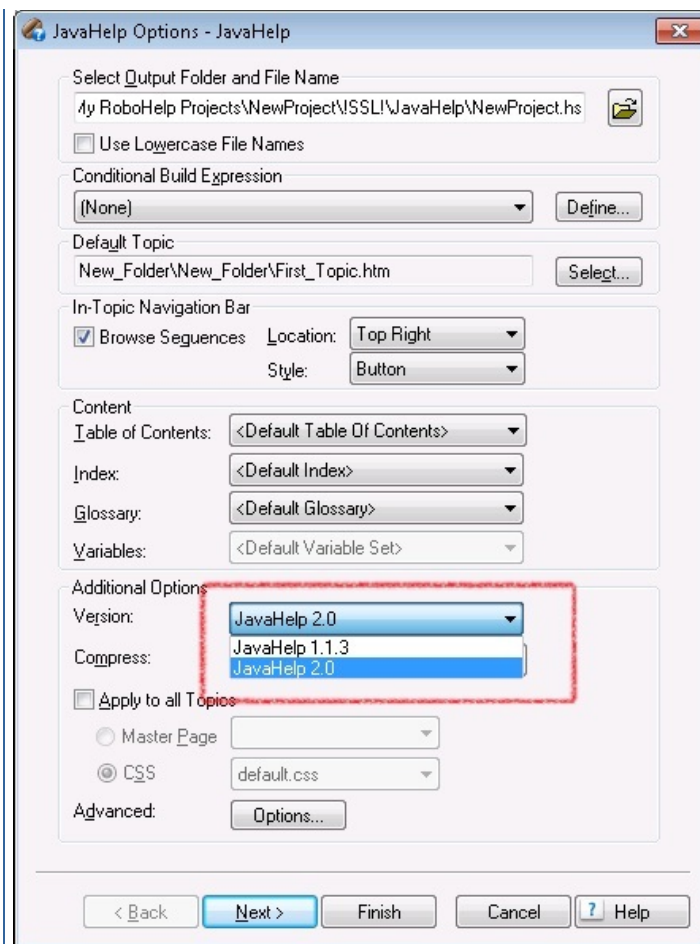 JavaHelp Options - JavaHelp
Select Output Folder and File Name
My RoboHelp Projects\NewProject\!SSL!\JavaHelp\NewProject.hs
Use Lowercase File Names
Conditional Build Expression
(None)
Define...
Default Topic
New_Folder\New_Folder\First_Topic.htm
Select...
In-Topic Navigation Bar
Browse Sequences Location: Top Right
Style: Button
Content
Table of Contents: <Default Table Of Contents>
Index: <Default Index>
Glossary: <Default Glossary>
Variables: <Default Variable Set>
Additional Options
Version: JavaHelp 2.0
JavaHelp 1.1.3
Compress: JavaHelp 2.0
Apply to all Topics
Master Page
CSS default.css
Advanced: Options...
< Back Next > Finish Cancel ? Help